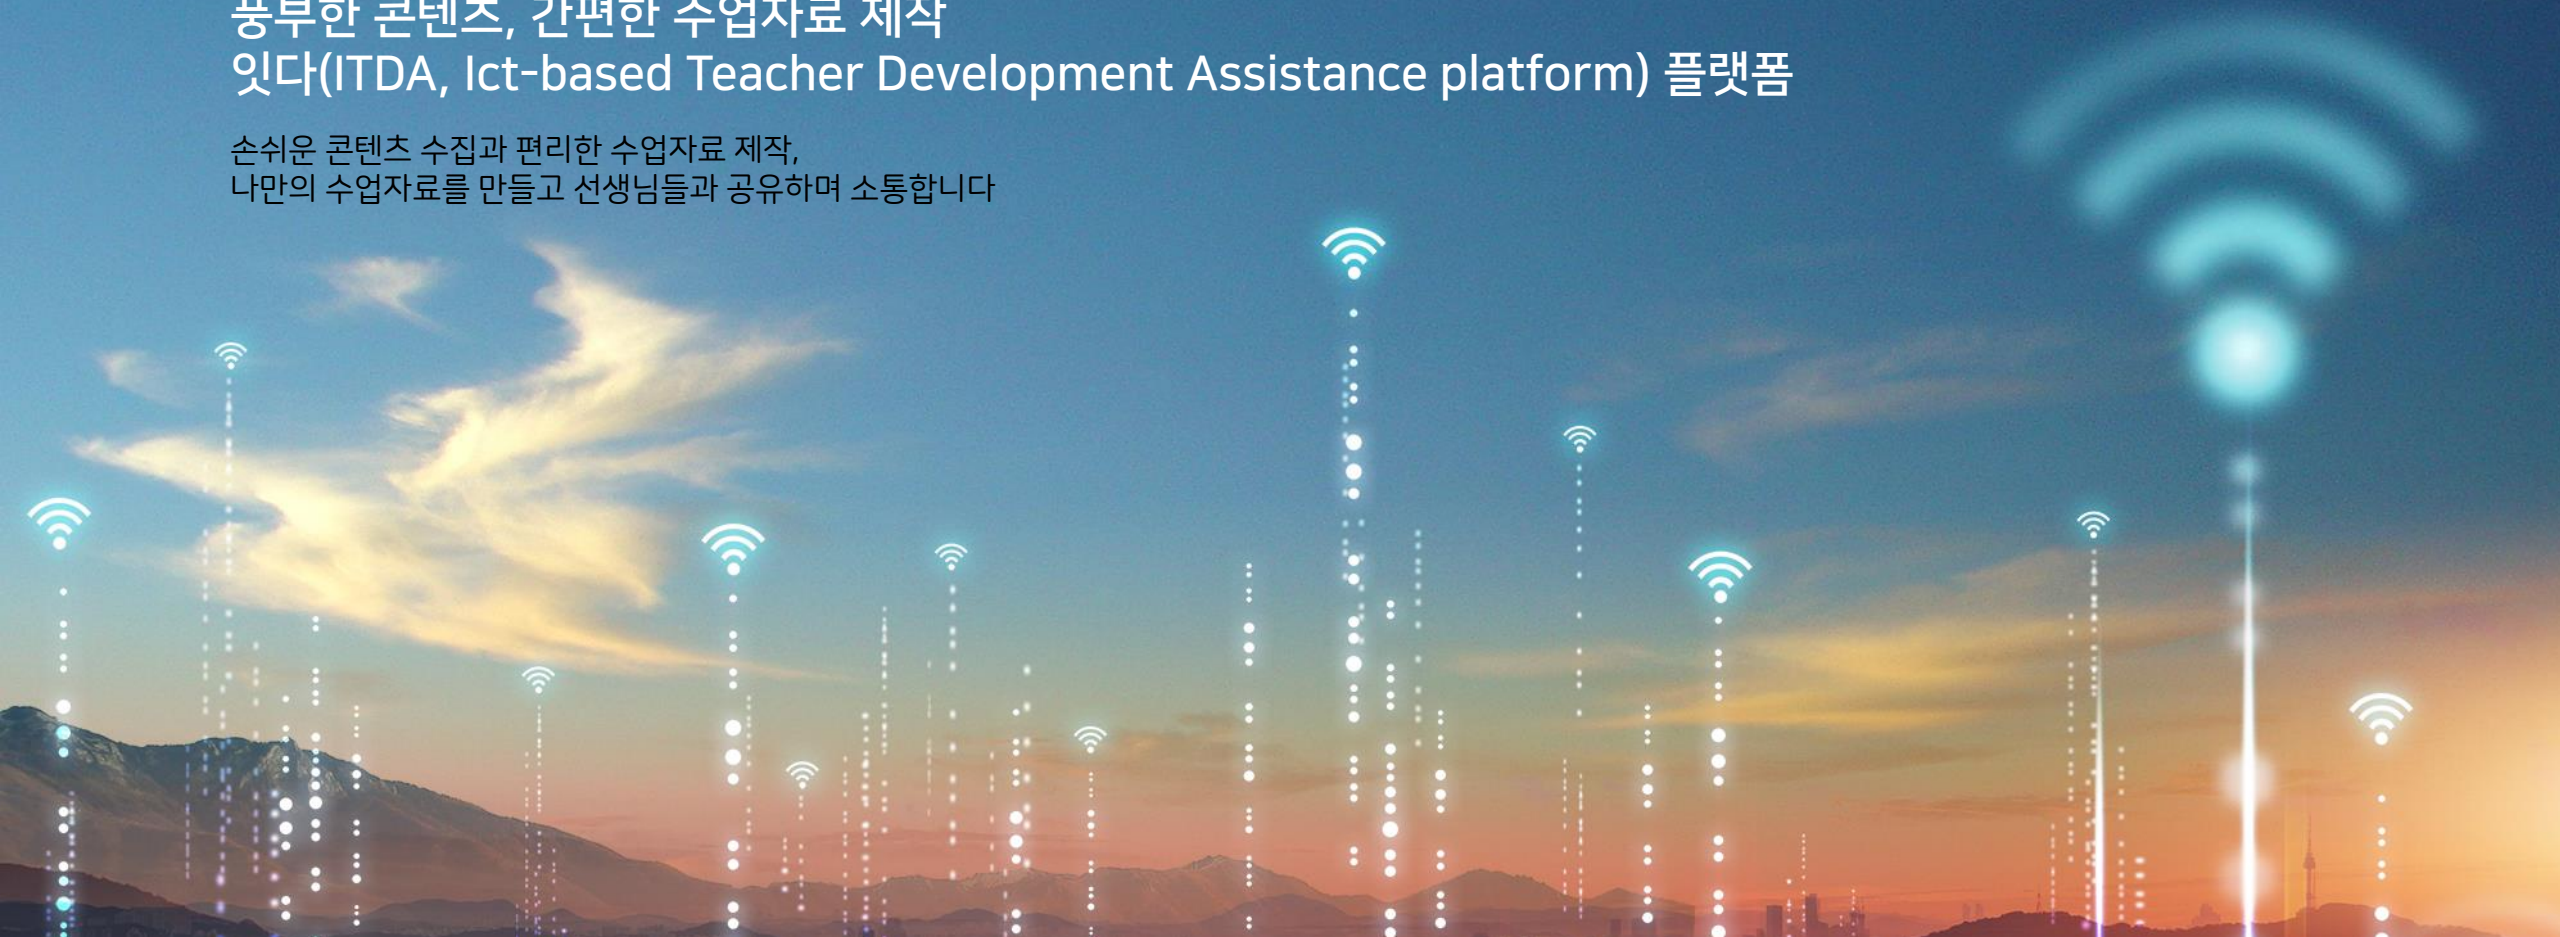 풍부한 콘텐츠, 간편한 수업자료 제작
잇다(ITDA, Ict-based Teacher Development Assistance platform) 플랫폼
손쉬운 콘텐츠 수집과 편리한 수업자료 제작,
나만의 수업자료를 만들고 선생님들과 공유하며 소통합니다